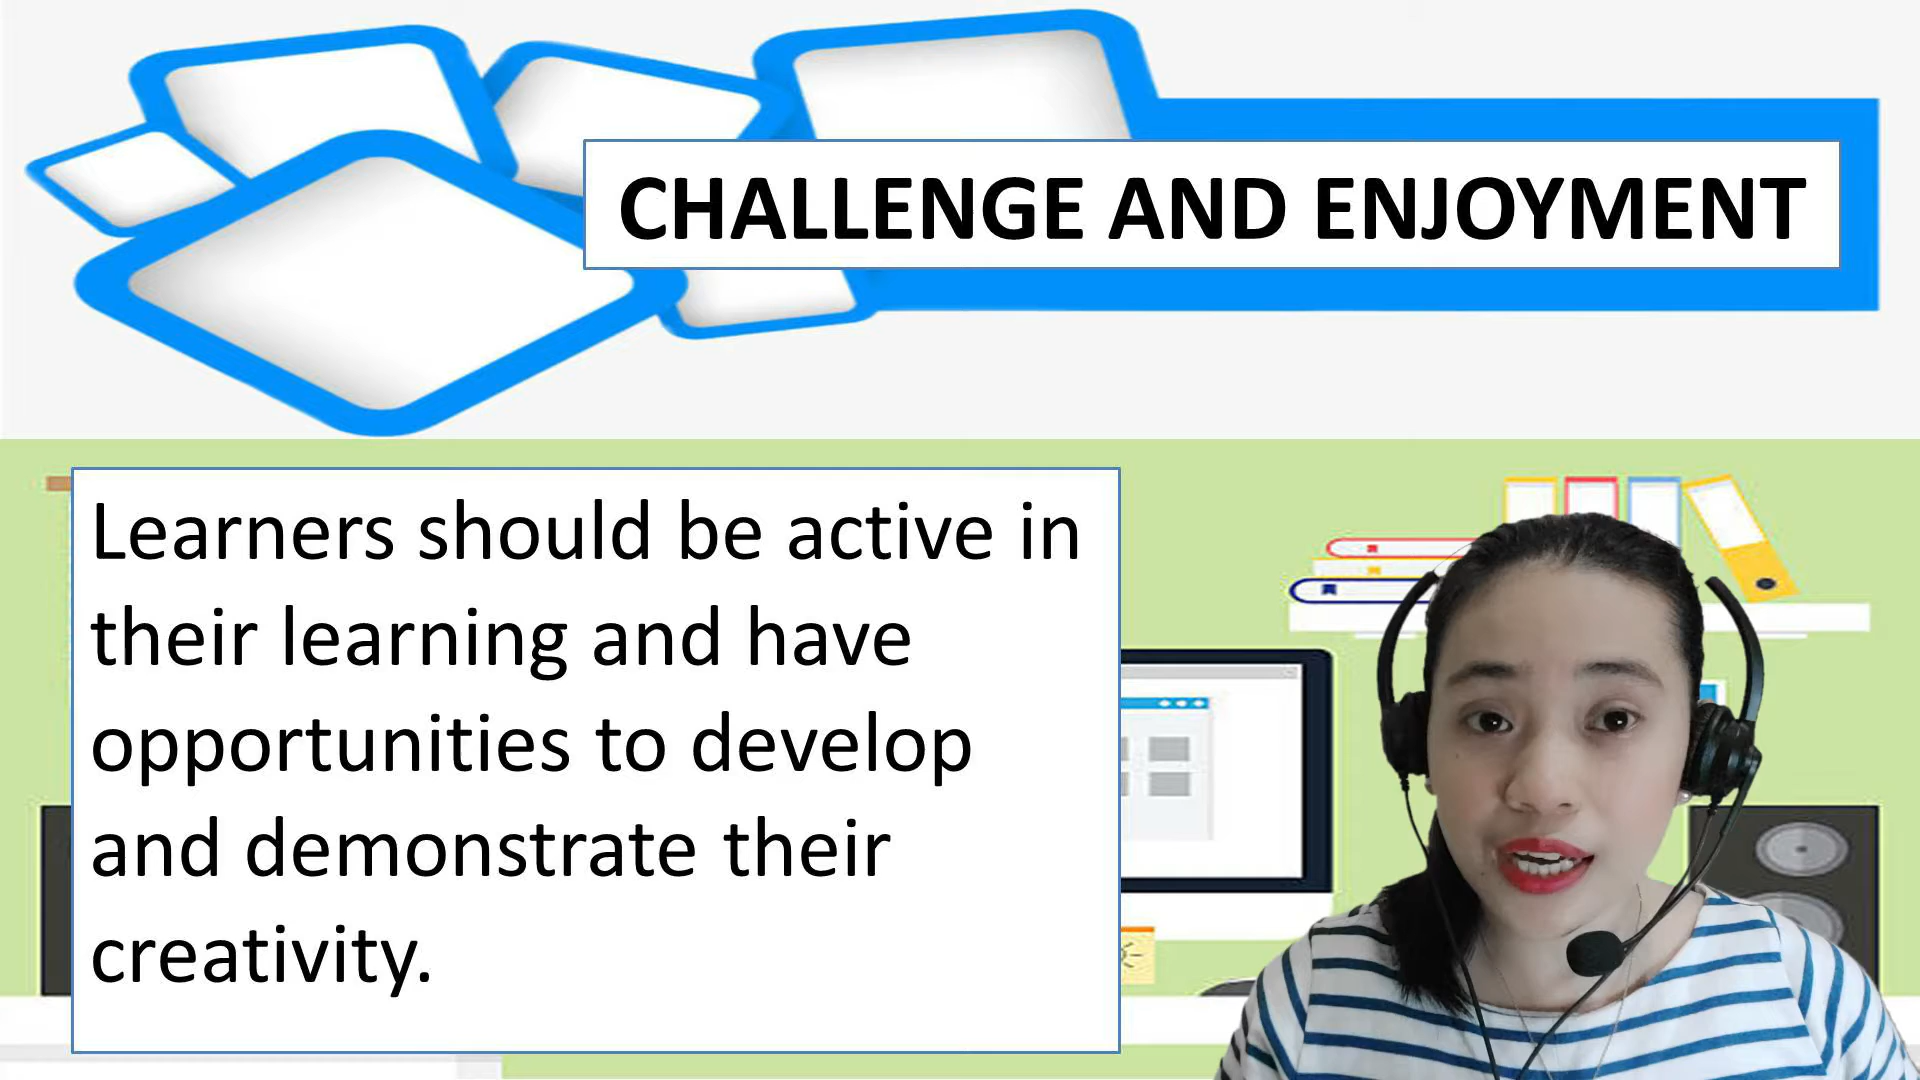 CHALLENGE AND ENJOYMENT
Learners should be active in
their learning and have
opportunities to develop
and demonstrate their
creativity.